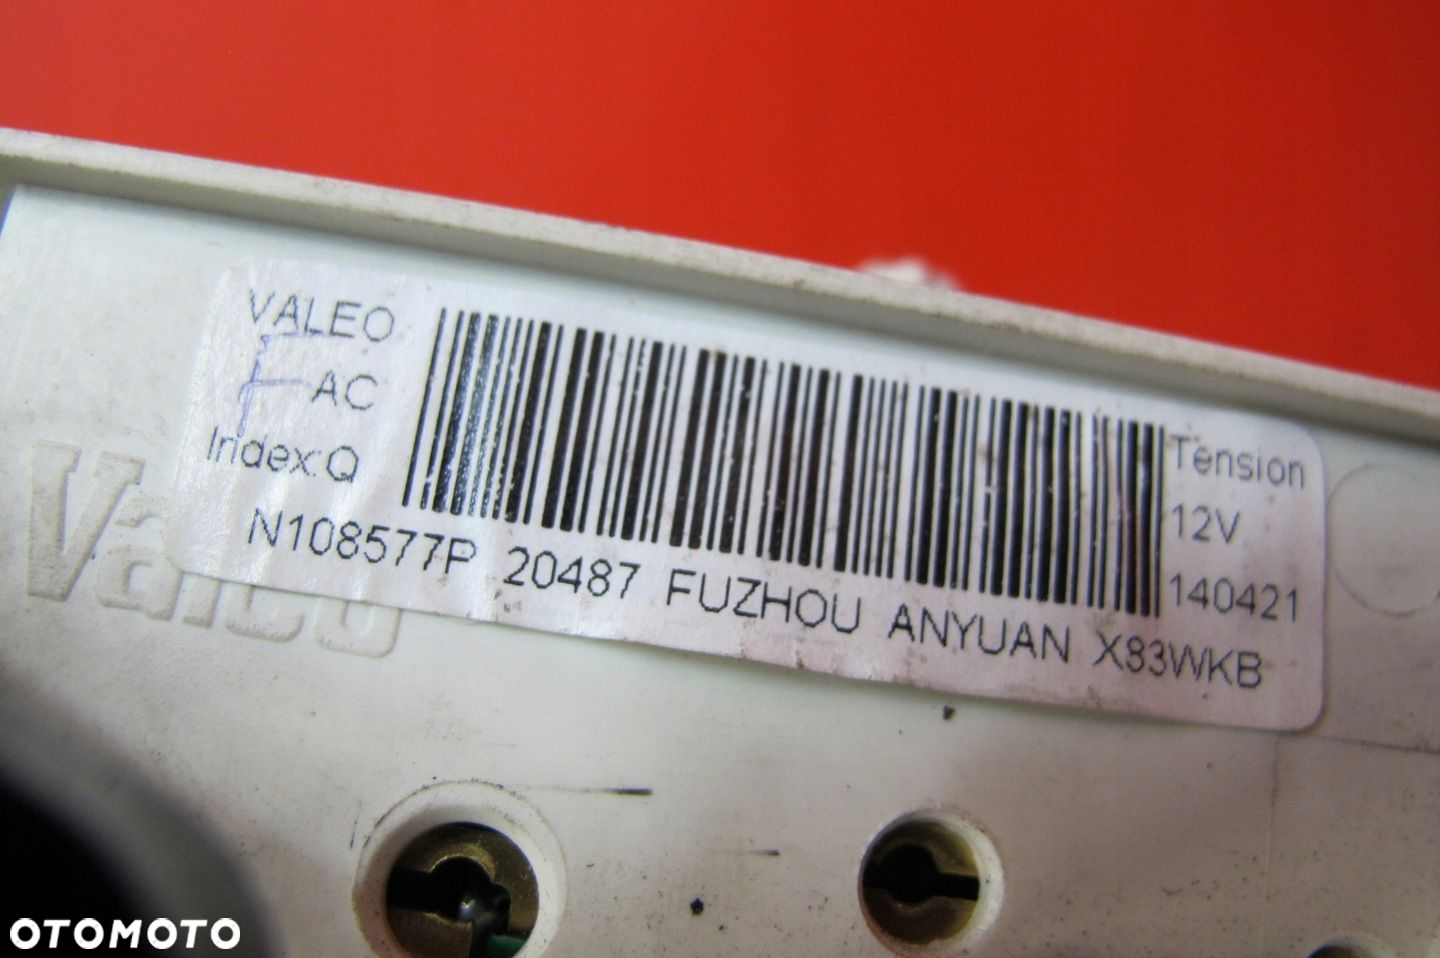 VALEO
F AC
Index:Q
Tension
12V
140421
N108577P 20487 FUZHOU ANYUAN X83WKB
Valeo
OTOMOTO